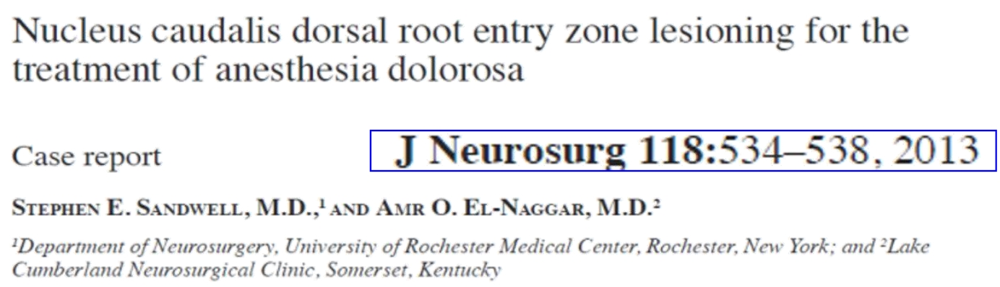 Nucleus caudalis dorsal root entry zone lesioning for the
treatment of anesthesia dolorosa
J Neurosurg 118:534–538, 2013
Case report
Stephen E. Sandwell, M.D.,¹ and Amr O. El-Naggar, M.D.²
¹Department of Neurosurgery, University of Rochester Medical Center, Rochester, New York; and ²Lake
Cumberland Neurosurgical Clinic, Somerset, Kentucky